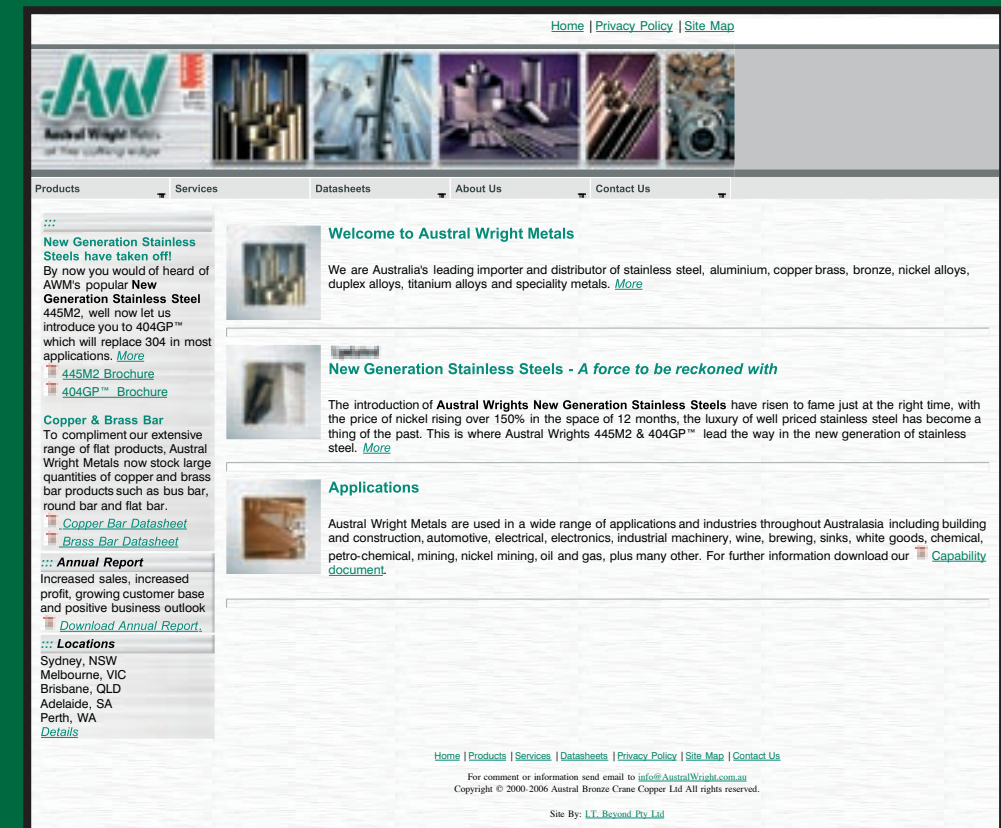 Home | Privacy Policy | Site Map
AW
Austral Wright Metals
at the cutting edge
Products Services Datasheets About Us Contact Us
:::
New Generation Stainless
Steels have taken off!
By now you would of heard of
AWM's popular New
Generation Stainless Steel
445M2, well now let us
introduce you to 404GP™
which will replace 304 in most
applications. More
445M2 Brochure
404GP™ Brochure
Copper & Brass Bar
To compliment our extensive
range of flat products, Austral
Wright Metals now stock large
quantities of copper and brass
bar products such as bus bar,
round bar and flat bar.
Copper Bar Datasheet
Brass Bar Datasheet
::: Annual Report
Increased sales, increased
profit, growing customer base
and positive business outlook
Download Annual Report.
::: Locations
Sydney, NSW
Melbourne, VIC
Brisbane, QLD
Adelaide, SA
Perth, WA
Details
Welcome to Austral Wright Metals
We are Australia's leading importer and distributor of stainless steel, aluminium, copper brass, bronze, nickel alloys,
duplex alloys, titanium alloys and speciality metals. More
Updated
New Generation Stainless Steels - A force to be reckoned with
The introduction of Austral Wrights New Generation Stainless Steels have risen to fame just at the right time, with
the price of nickel rising over 150% in the space of 12 months, the luxury of well priced stainless steel has become a
thing of the past. This is where Austral Wrights 445M2 & 404GP™ lead the way in the new generation of stainless
steel. More
Applications
Austral Wright Metals are used in a wide range of applications and industries throughout Australasia including building
and construction, automotive, electrical, electronics, industrial machinery, wine, brewing, sinks, white goods, chemical,
petro-chemical, mining, nickel mining, oil and gas, plus many other. For further information download our Capability
document.
Home | Products | Services | Datasheets | Privacy Policy | Site Map | Contact Us
For comment or information send email to info@AustralWright.com.au
Copyright © 2000-2006 Austral Bronze Crane Copper Ltd All rights reserved.
Site By: I.T. Beyond Pty Ltd